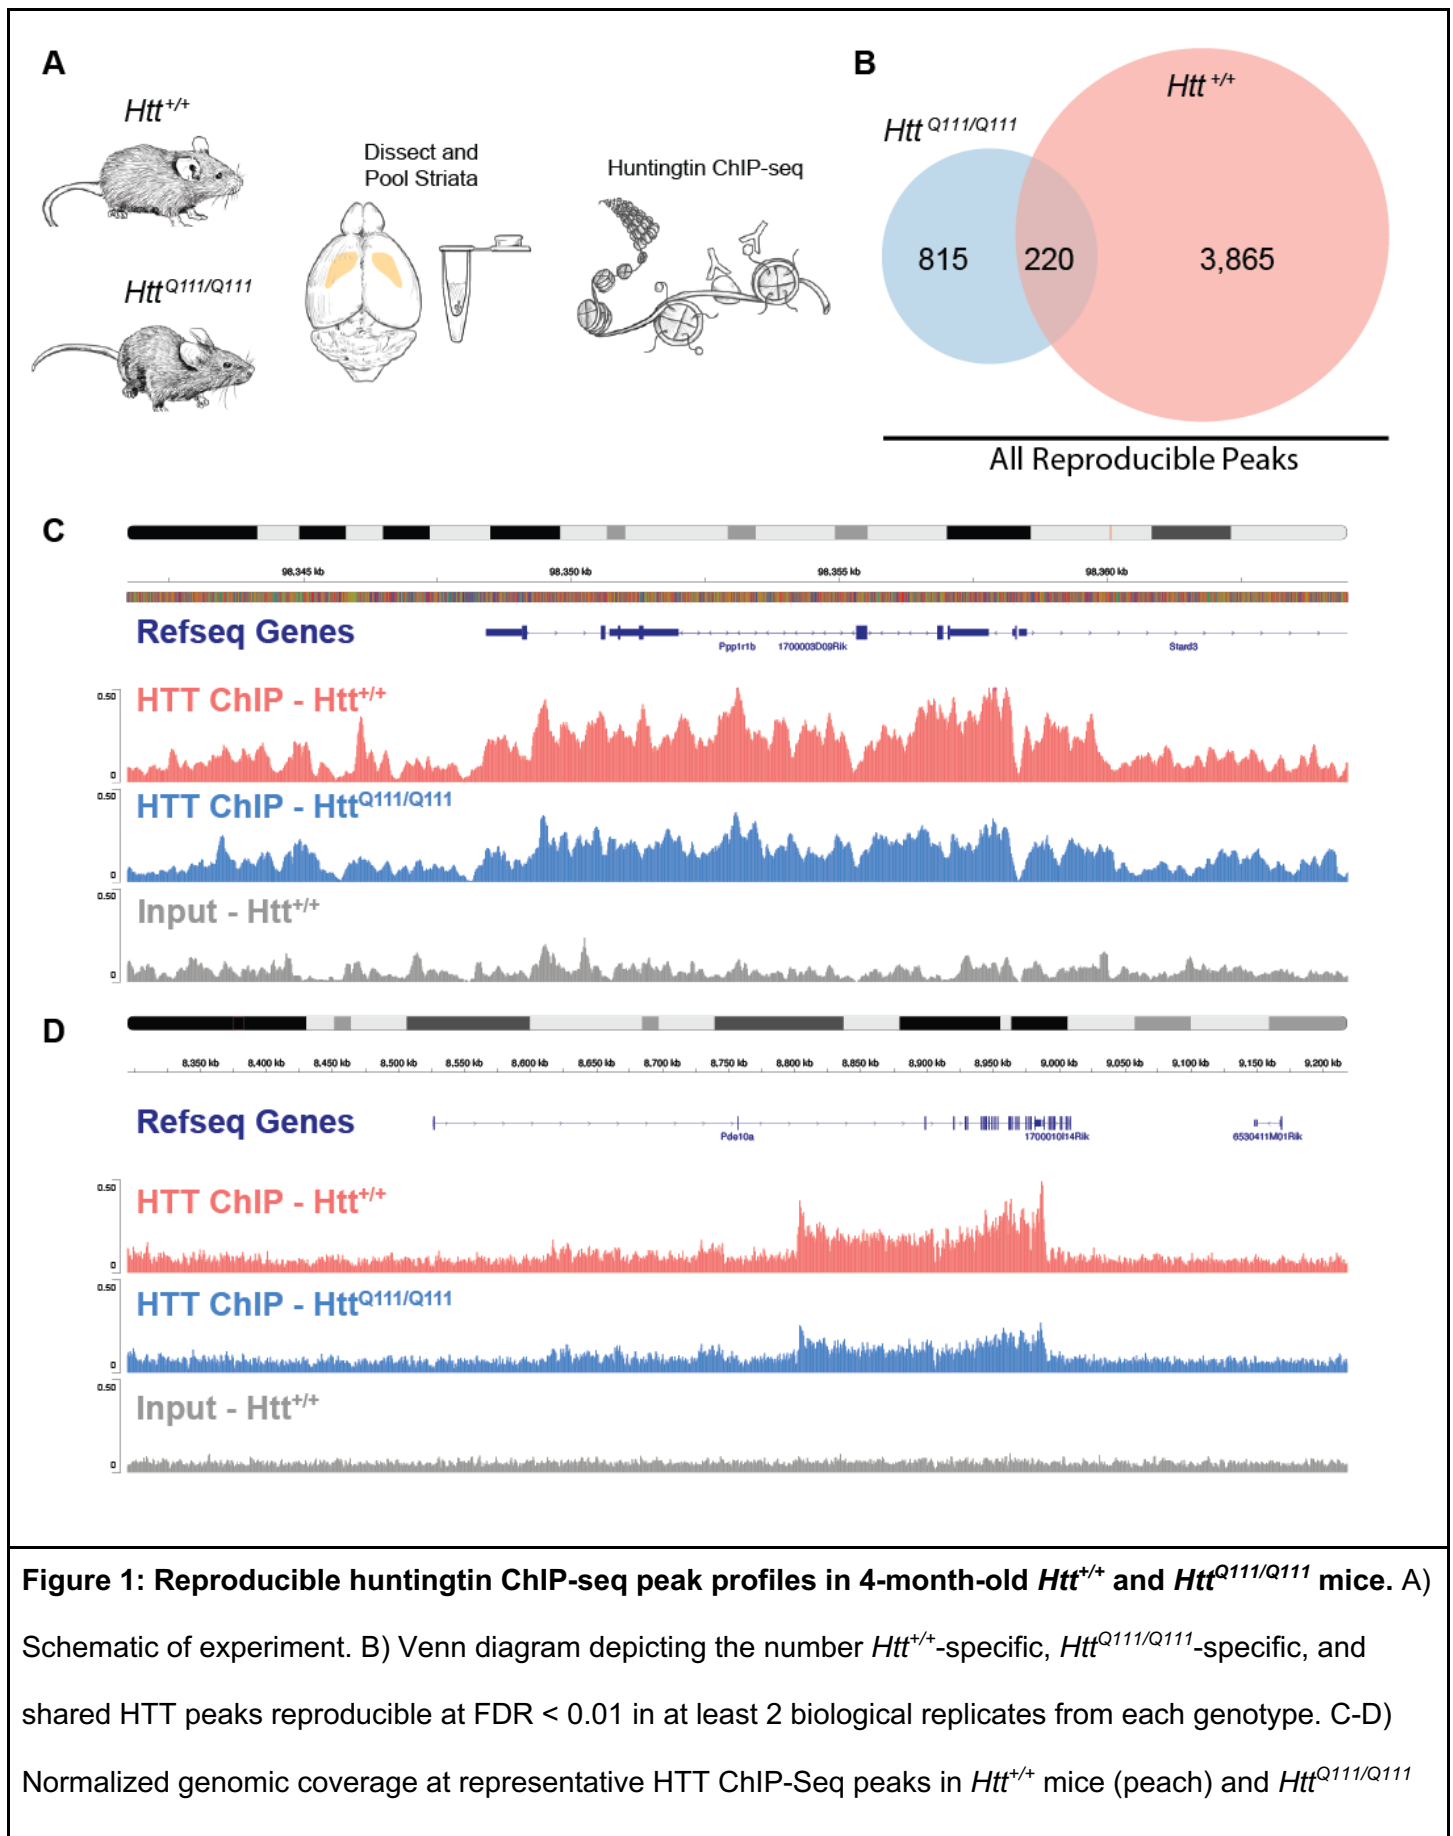 A
Htt+/+
HttQ111/Q111
Dissect and
Pool Striata
Huntingtin ChIP-seq
B
Htt+/+
HttQ111/Q111
815
220
3,865
All Reproducible Peaks
C
98,345 kb 98,350 kb 98,355 kb 98,360 kb
Refseq Genes
Ppp1r1b 1700003D09Rik Stard3
0.50
HTT ChIP - Htt+/+
0
0.50
HTT ChIP - HttQ111/Q111
0
0.50
Input - Htt+/+
0
D
8,350 kb 8,400 kb 8,450 kb 8,500 kb 8,550 kb 8,600 kb 8,650 kb 8,700 kb 8,750 kb 8,800 kb 8,850 kb 8,900 kb 8,950 kb 9,000 kb 9,050 kb 9,100 kb 9,150 kb 9,200 kb
Refseq Genes
Pde10a 1700010I14Rik 6530411M01Rik
0.50
HTT ChIP - Htt+/+
0
0.50
HTT ChIP - HttQ111/Q111
0
0.50
Input - Htt+/+
0
Figure 1: Reproducible huntingtin ChIP-seq peak profiles in 4-month-old Htt+/+ and HttQ111/Q111 mice. A)
Schematic of experiment. B) Venn diagram depicting the number Htt+/+-specific, HttQ111/Q111-specific, and
shared HTT peaks reproducible at FDR < 0.01 in at least 2 biological replicates from each genotype. C-D)
Normalized genomic coverage at representative HTT ChIP-Seq peaks in Htt+/+ mice (peach) and HttQ111/Q111